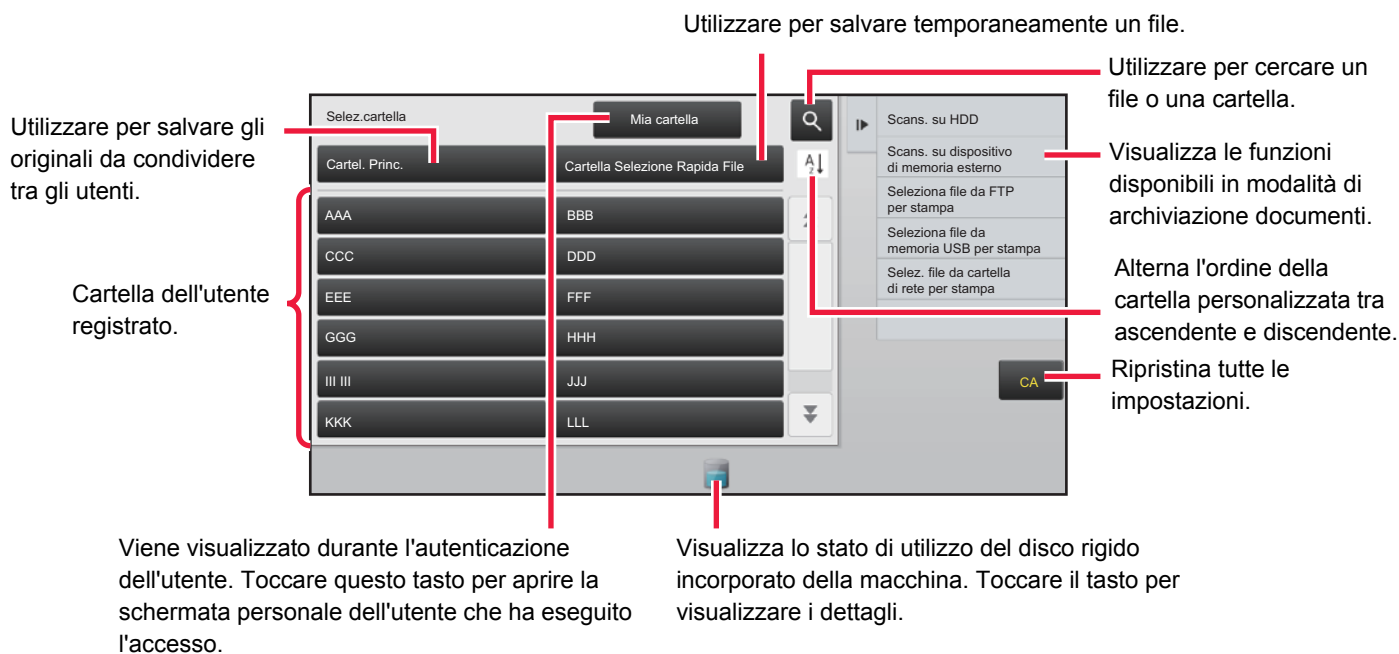 Utilizzare per salvare temporaneamente un file.
Utilizzare per cercare un
file o una cartella.
Utilizzare per salvare gli
originali da condividere
tra gli utenti.
Selez.cartella
Mia cartella
Cartel. Princ.
Cartella Selezione Rapida File
A
Z
AAA
BBB
CCC
DDD
EEE
FFF
GGG
HHH
III III
JJJ
KKK
LLL
Scans. su HDD
Scans. su dispositivo
di memoria esterno
Seleziona file da FTP
per stampa
Seleziona file da
memoria USB per stampa
Selez. file da cartella
di rete per stampa
CA
Visualizza le funzioni
disponibili in modalità di
archiviazione documenti.
Alterna l'ordine della
cartella personalizzata tra
ascendente e discendente.
Ripristina tutte le
impostazioni.
Cartella dell'utente
registrato.
Viene visualizzato durante l'autenticazione
dell'utente. Toccare questo tasto per aprire la
schermata personale dell'utente che ha eseguito
l'accesso.
Visualizza lo stato di utilizzo del disco rigido
incorporato della macchina. Toccare il tasto per
visualizzare i dettagli.